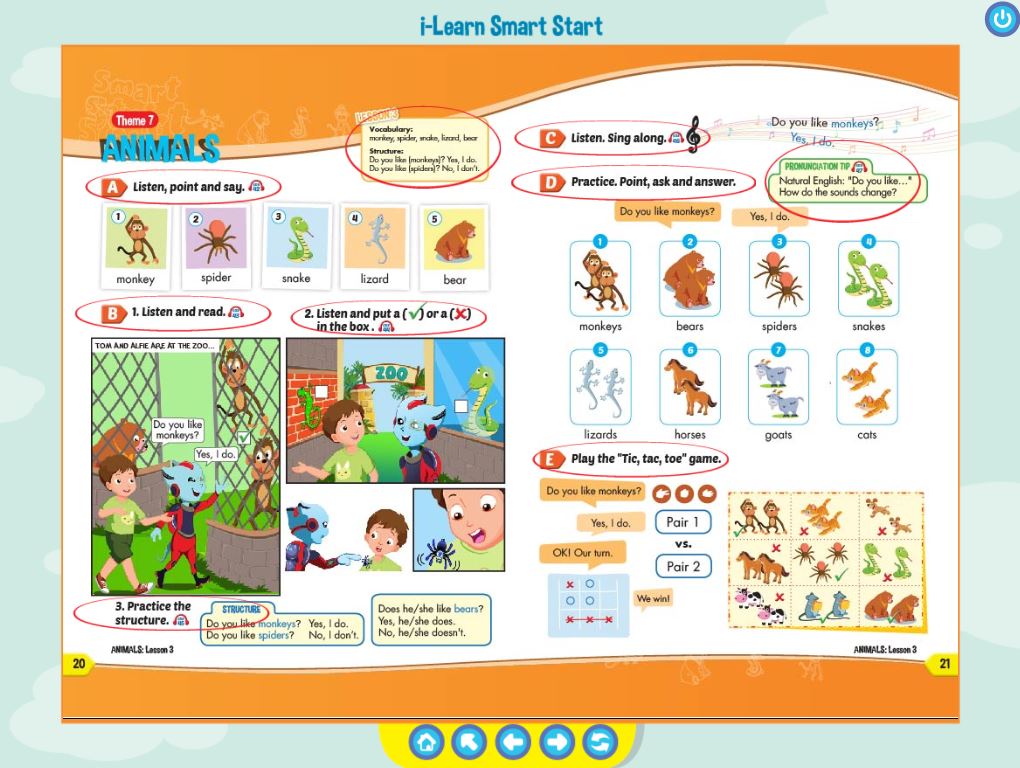 i-Learn Smart Start
Smart
Start
Theme 7
ANIMALS
LESSON 3
Vocabulary:
monkey, spider, snake, lizard, bear
Structure:
Do you like (monkeys)? Yes, I do.
Do you like (spiders)? No, I don't.
A Listen, point and say.
1
2
3
4
5
monkey
spider
snake
lizard
bear
B 1. Listen and read.
2. Listen and put a (✓) or a (✗)
in the box.
TOM AND ALFIE ARE AT THE ZOO...
Do you like
monkeys?
Yes, I do.
ZOO
3. Practice the
structure.
STRUCTURE
Do you like monkeys? Yes, I do.
Do you like spiders? No, I don't.
Does he/she like bears?
Yes, he/she does.
No, he/she doesn't.
ANIMALS: Lesson 3
20
C Listen. Sing along.
Do you like monkeys?
Yes, I do.
D Practice. Point, ask and answer.
PRONUNCIATION TIP
Natural English: "Do you like..."
How do the sounds change?
Do you like monkeys?
Yes, I do.
1
2
3
4
monkeys
bears
spiders
snakes
5
6
7
8
lizards
horses
goats
cats
E Play the "Tic, tac, toe" game.
Do you like monkeys?
Yes, I do.
OK! Our turn.
Pair 1
vs.
Pair 2
We win!
ANIMALS: Lesson 3
21